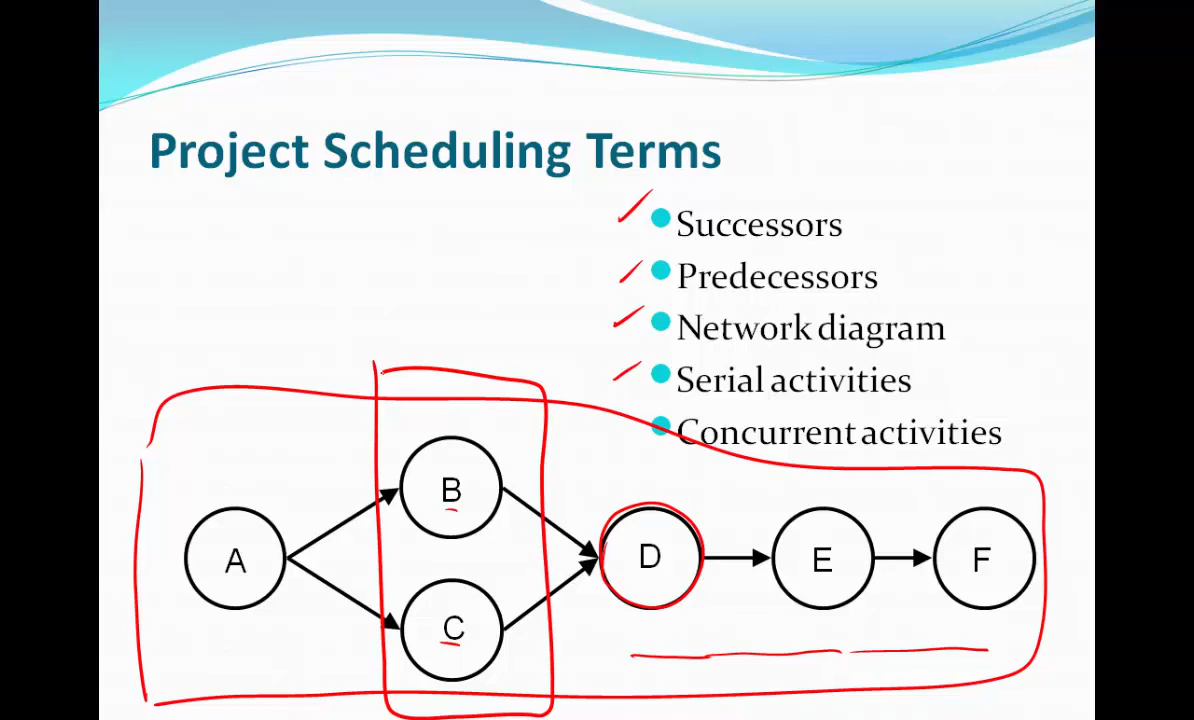 Project Scheduling Terms
Successors
Predecessors
Network diagram
Serial activities
Concurrent activities
B
A
D
E
F
C